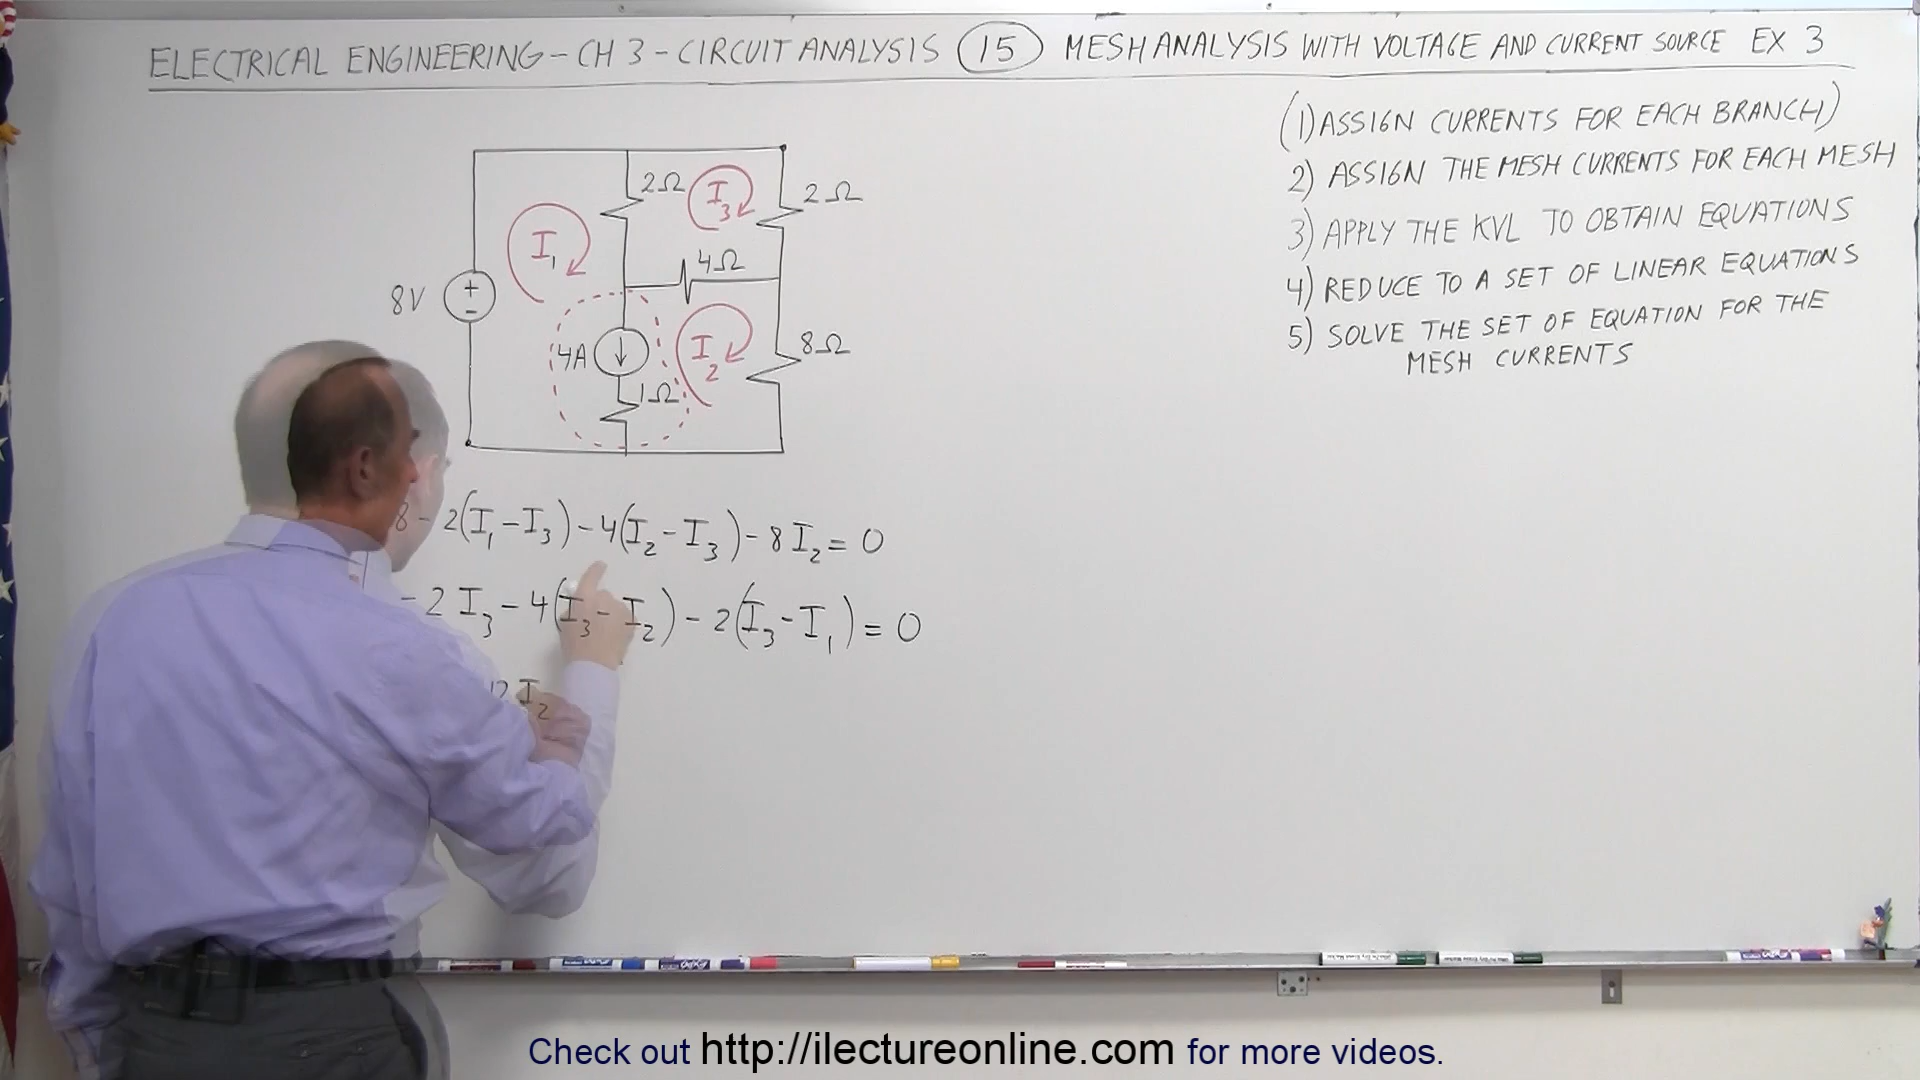 ELECTRICAL ENGINEERING - CH 3 - CIRCUIT ANALYSIS 15 MESH ANALYSIS WITH VOLTAGE AND CURRENT SOURCE EX 3
(1) ASSIGN CURRENTS FOR EACH BRANCH)
2) ASSIGN THE MESH CURRENTS FOR EACH MESH
3) APPLY THE KVL TO OBTAIN EQUATIONS
4) REDUCE TO A SET OF LINEAR EQUATIONS
5) SOLVE THE SET OF EQUATION FOR THE
MESH CURRENTS
2Ω I₃ 2Ω
I₁
4Ω
8V + -
4A I₂ 8Ω
1Ω
8 - 2(I₁ - I₃) - 4(I₂ - I₃) - 8I₂ = 0
- 2I₃ - 4(I₃ - I₂) - 2(I₃ - I₁) = 0
I₂
Check out http://ilectureonline.com for more videos.